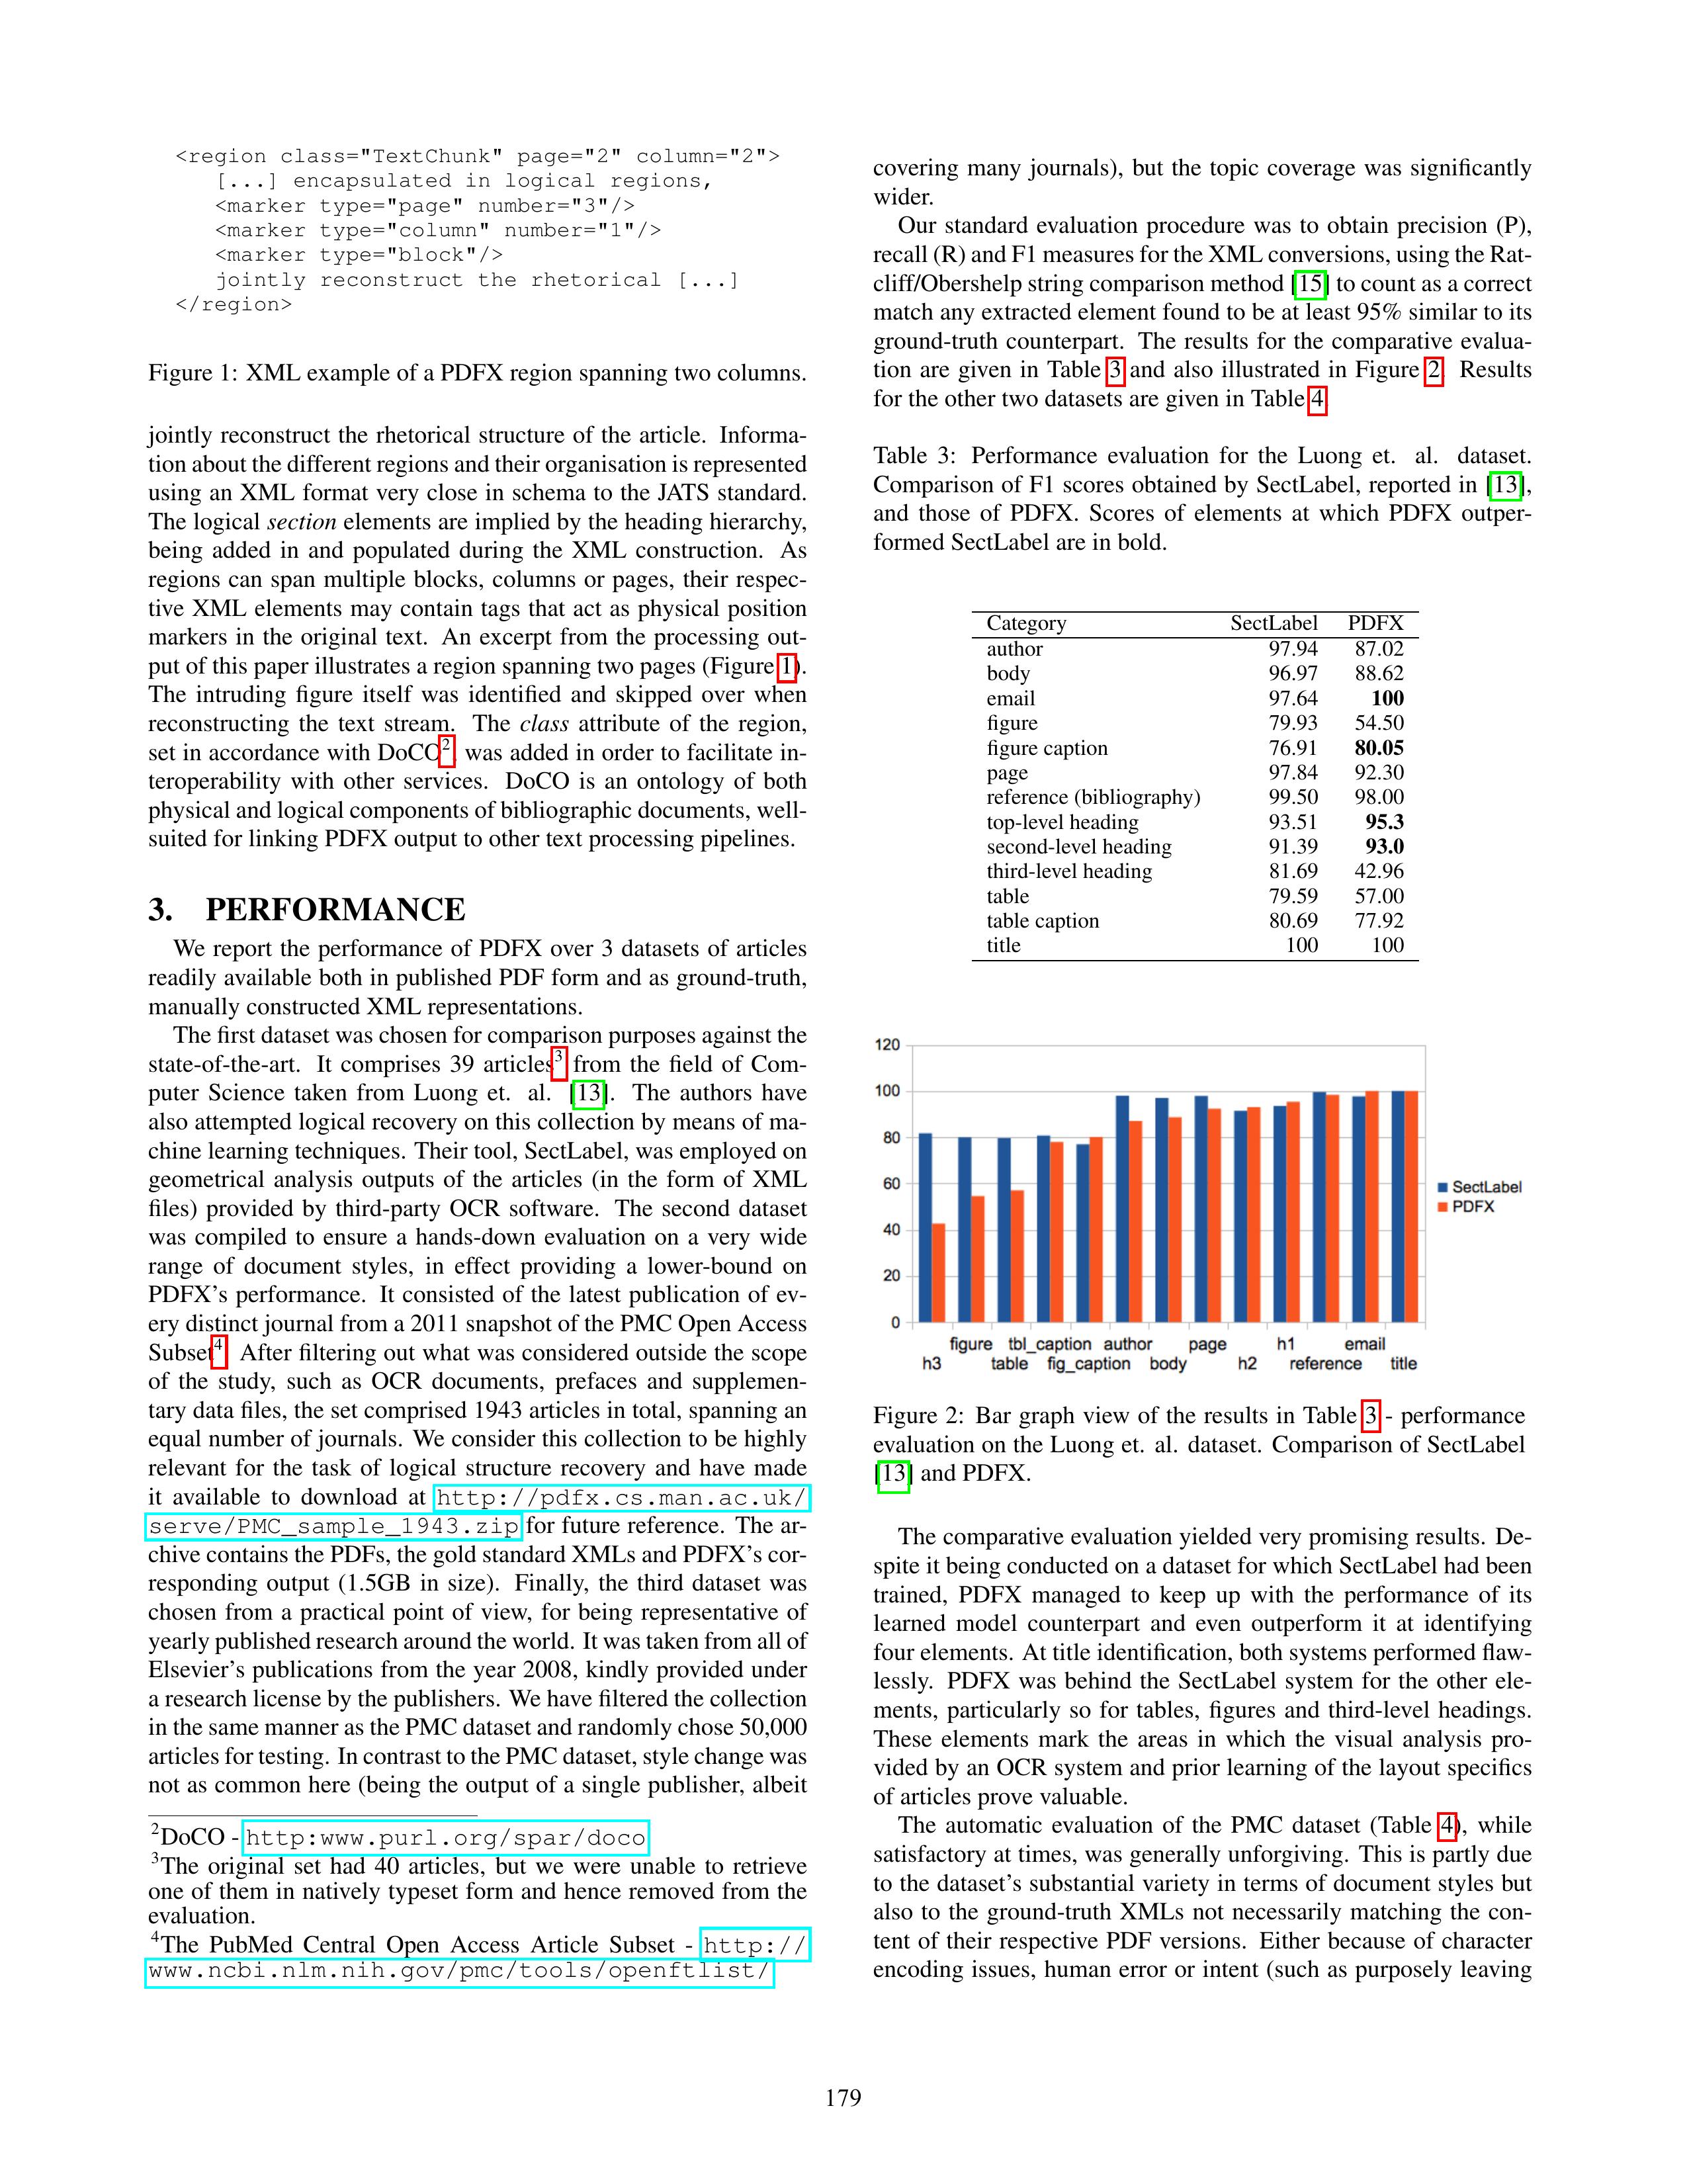 <region class="TextChunk" page="2" column="2">
[...] encapsulated in logical regions,
<marker type="page" number="3"/>
<marker type="column" number="1"/>
<marker type="block"/>
jointly reconstruct the rhetorical [...]
</region>
Figure 1: XML example of a PDFX region spanning two columns.
jointly reconstruct the rhetorical structure of the article. Informa-
tion about the different regions and their organisation is represented
using an XML format very close in schema to the JATS standard.
The logical section elements are implied by the heading hierarchy,
being added in and populated during the XML construction. As
regions can span multiple blocks, columns or pages, their respec-
tive XML elements may contain tags that act as physical position
markers in the original text. An excerpt from the processing out-
put of this paper illustrates a region spanning two pages (Figure 1).
The intruding figure itself was identified and skipped over when
reconstructing the text stream. The class attribute of the region,
set in accordance with DoCO2, was added in order to facilitate in-
teroperability with other services. DoCO is an ontology of both
physical and logical components of bibliographic documents, well-
suited for linking PDFX output to other text processing pipelines.
3. PERFORMANCE
We report the performance of PDFX over 3 datasets of articles
readily available both in published PDF form and as ground-truth,
manually constructed XML representations.
The first dataset was chosen for comparison purposes against the
state-of-the-art. It comprises 39 articles3 from the field of Com-
puter Science taken from Luong et. al. [13]. The authors have
also attempted logical recovery on this collection by means of ma-
chine learning techniques. Their tool, SectLabel, was employed on
geometrical analysis outputs of the articles (in the form of XML
files) provided by third-party OCR software. The second dataset
was compiled to ensure a hands-down evaluation on a very wide
range of document styles, in effect providing a lower-bound on
PDFX's performance. It consisted of the latest publication of ev-
ery distinct journal from a 2011 snapshot of the PMC Open Access
Subset4. After filtering out what was considered outside the scope
of the study, such as OCR documents, prefaces and supplemen-
tary data files, the set comprised 1943 articles in total, spanning an
equal number of journals. We consider this collection to be highly
relevant for the task of logical structure recovery and have made
it available to download at http://pdfx.cs.man.ac.uk/
serve/PMC_sample_1943.zip for future reference. The ar-
chive contains the PDFs, the gold standard XMLs and PDFX's cor-
responding output (1.5GB in size). Finally, the third dataset was
chosen from a practical point of view, for being representative of
yearly published research around the world. It was taken from all of
Elsevier's publications from the year 2008, kindly provided under
a research license by the publishers. We have filtered the collection
in the same manner as the PMC dataset and randomly chose 50,000
articles for testing. In contrast to the PMC dataset, style change was
not as common here (being the output of a single publisher, albeit
2DoCO - http:www.purl.org/spar/doco
3The original set had 40 articles, but we were unable to retrieve
one of them in natively typeset form and hence removed from the
evaluation.
4The PubMed Central Open Access Article Subset - http://
www.ncbi.nlm.nih.gov/pmc/tools/openftlist/
covering many journals), but the topic coverage was significantly
wider.
Our standard evaluation procedure was to obtain precision (P),
recall (R) and F1 measures for the XML conversions, using the Rat-
cliff/Obershelp string comparison method [15] to count as a correct
match any extracted element found to be at least 95% similar to its
ground-truth counterpart. The results for the comparative evalua-
tion are given in Table 3 and also illustrated in Figure 2. Results
for the other two datasets are given in Table 4.
Table 3: Performance evaluation for the Luong et. al. dataset.
Comparison of F1 scores obtained by SectLabel, reported in [13],
and those of PDFX. Scores of elements at which PDFX outper-
formed SectLabel are in bold.
Category SectLabel PDFX
author 97.94 87.02
body 96.97 88.62
email 97.64 100
figure 79.93 54.50
figure caption 76.91 80.05
page 97.84 92.30
reference (bibliography) 99.50 98.00
top-level heading 93.51 95.3
second-level heading 91.39 93.0
third-level heading 81.69 42.96
table 79.59 57.00
table caption 80.69 77.92
title 100 100
120
100
80
60
40
20
0
SectLabel
PDFX
figure tbl_caption author page h1 email
h3 table fig_caption body h2 reference title
Figure 2: Bar graph view of the results in Table 3 - performance
evaluation on the Luong et. al. dataset. Comparison of SectLabel
[13] and PDFX.
The comparative evaluation yielded very promising results. De-
spite it being conducted on a dataset for which SectLabel had been
trained, PDFX managed to keep up with the performance of its
learned model counterpart and even outperform it at identifying
four elements. At title identification, both systems performed flaw-
lessly. PDFX was behind the SectLabel system for the other ele-
ments, particularly so for tables, figures and third-level headings.
These elements mark the areas in which the visual analysis pro-
vided by an OCR system and prior learning of the layout specifics
of articles prove valuable.
The automatic evaluation of the PMC dataset (Table 4), while
satisfactory at times, was generally unforgiving. This is partly due
to the dataset's substantial variety in terms of document styles but
also to the ground-truth XMLs not necessarily matching the con-
tent of their respective PDF versions. Either because of character
encoding issues, human error or intent (such as purposely leaving
179